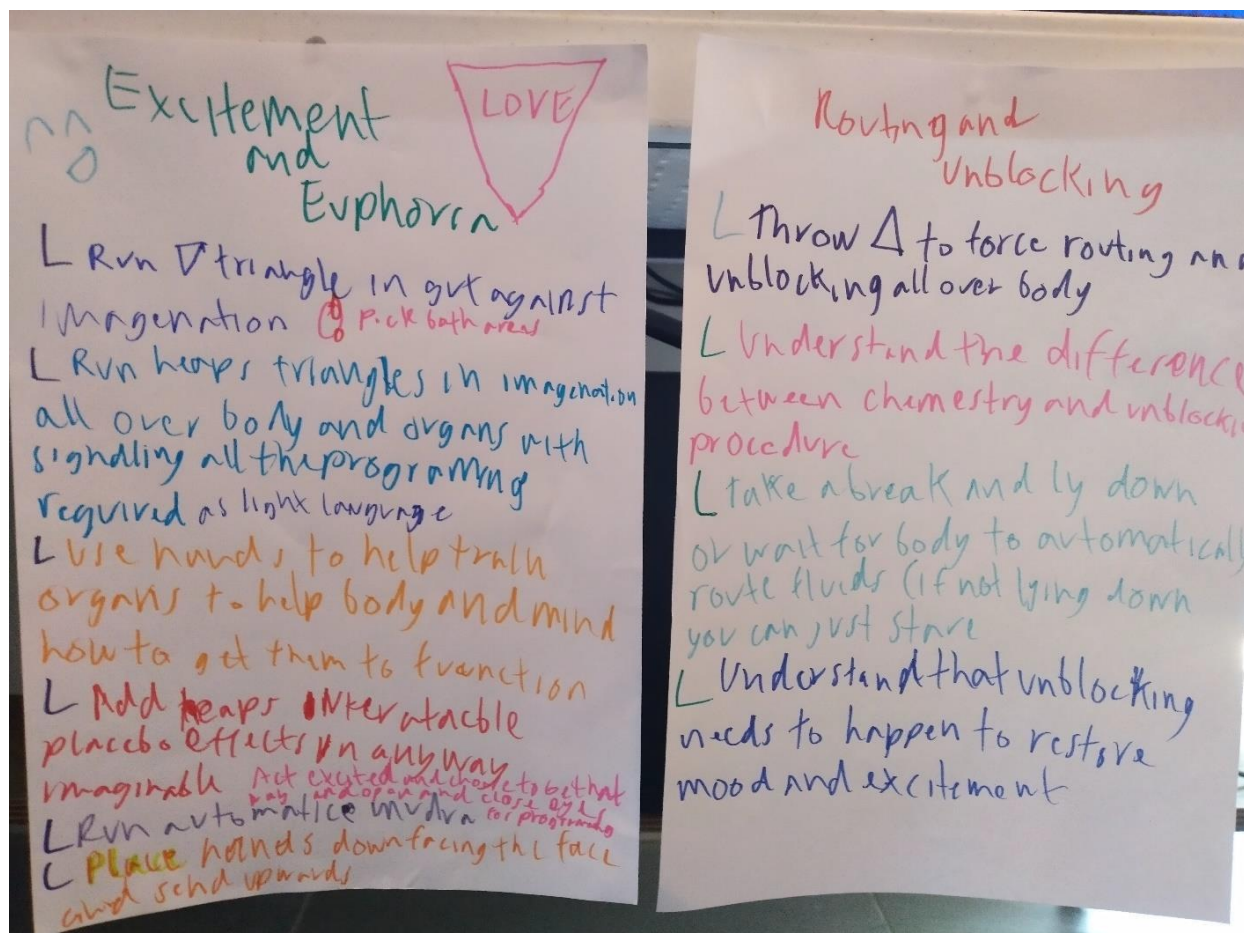 Excitement
and
Euphoria
LOVE
L Run ▽ triangle in gut against
imagenation Pick both areas
L Run heaps triangles in imagenation
all over body and organs with
signalling all the programing
required as light language
L Use hands to help train
organs to help body and mind
how to get them to function
L Add heaps
placebo effects in anyway
imaginable Act excited and choose to be that
way and open and close eyes
L Run automatice mudra for programing
L Place hands down facing the face
and send upwards
Routing and
Unblocking
L Throw △ to force routing and
unblocking all over body
L Understand the difference
between chemestry and unblocki
procedure
L take a break and ly down
or wait for body to automaticall
route fluids (if not lying down
you can just stare
L Understand that unblocking
needs to happen to restore
mood and excitement